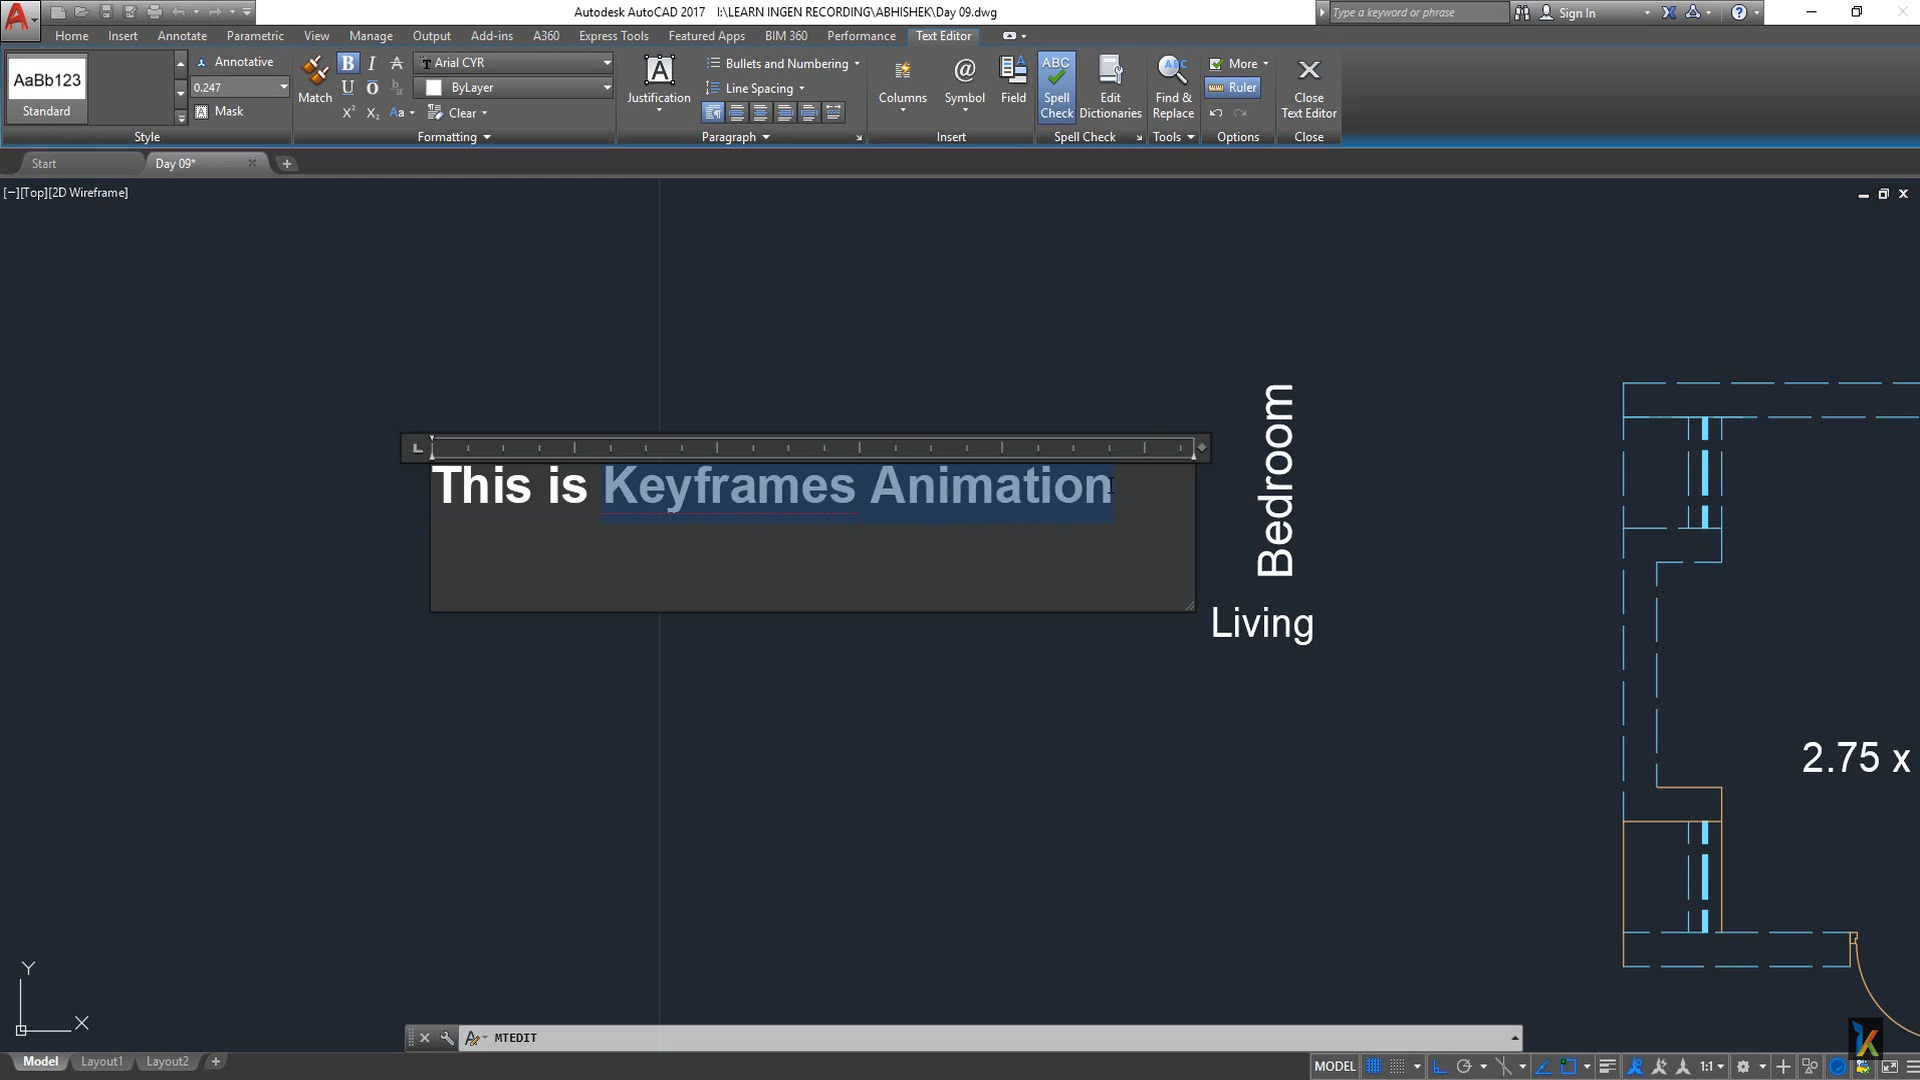 Autodesk AutoCAD 2017 I:\LEARN INGEN RECORDING\ABHISHEK\Day 09.dwg
Type a keyword or phrase
Sign In
Home Insert Annotate Parametric View Manage Output Add-ins A360 Express Tools Featured Apps BIM 360 Performance Text Editor
AaBb123
Standard
Annotative
0.247
Mask
Style
Match
B I A
U O
Aa
Arial CYR
ByLayer
Clear
Formatting
Justification
Bullets and Numbering
Line Spacing
Paragraph
Columns
Symbol
Field
Insert
ABC
Spell
Check
Edit
Dictionaries
Spell Check
Find &
Replace
Tools
More
Ruler
Options
Close
Text Editor
Close
Start Day 09*
[−][Top][2D Wireframe]
This is Keyframes Animation
Bedroom
Living
2.75 x
Y
X
MTEDIT
Model Layout1 Layout2
MODEL
1:1